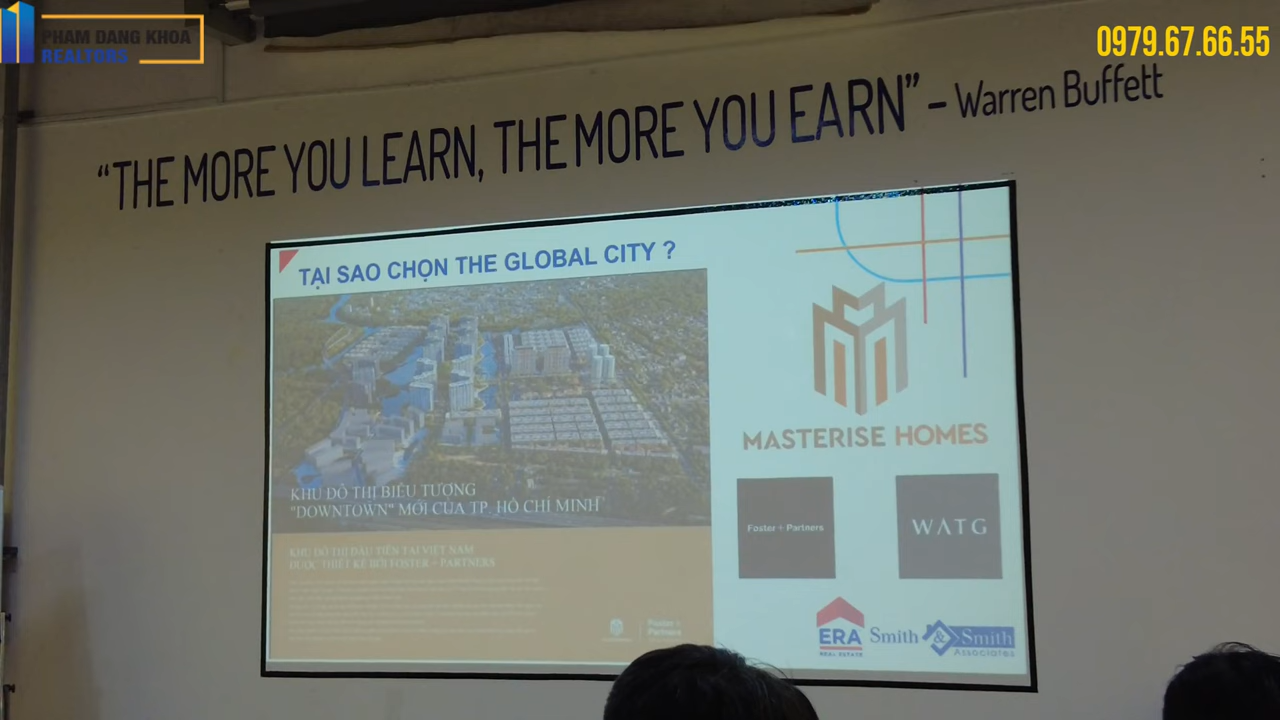 PHAM DANG KHOA
REALTORS
0979.67.66.55
“THE MORE YOU LEARN, THE MORE YOU EARN” – Warren Buffett
TẠI SAO CHỌN THE GLOBAL CITY ?
KHU ĐÔ THỊ BIỂU TƯỢNG
"DOWNTOWN" MỚI CỦA TP. HỒ CHÍ MINH
KHU ĐÔ THỊ ĐẦU TIÊN TẠI VIỆT NAM
ĐƯỢC THIẾT KẾ BỞI FOSTER + PARTNERS
Foster +
Partners
MASTERISE HOMES
Foster + Partners
WATG
ERA
REAL ESTATE
Smith & Smith
Associates